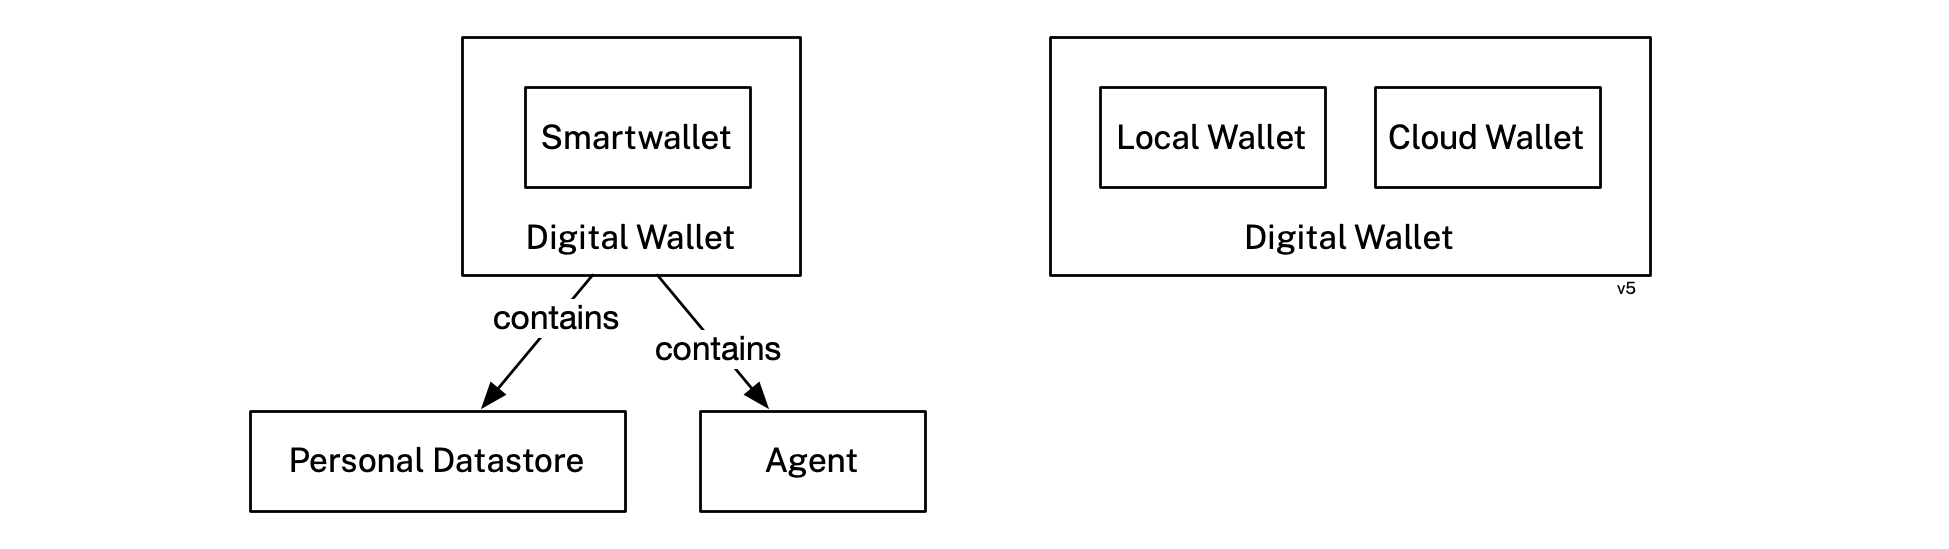 Smartwallet
Digital Wallet
Local Wallet
Cloud Wallet
Digital Wallet
v5
contains
contains
Personal Datastore
Agent